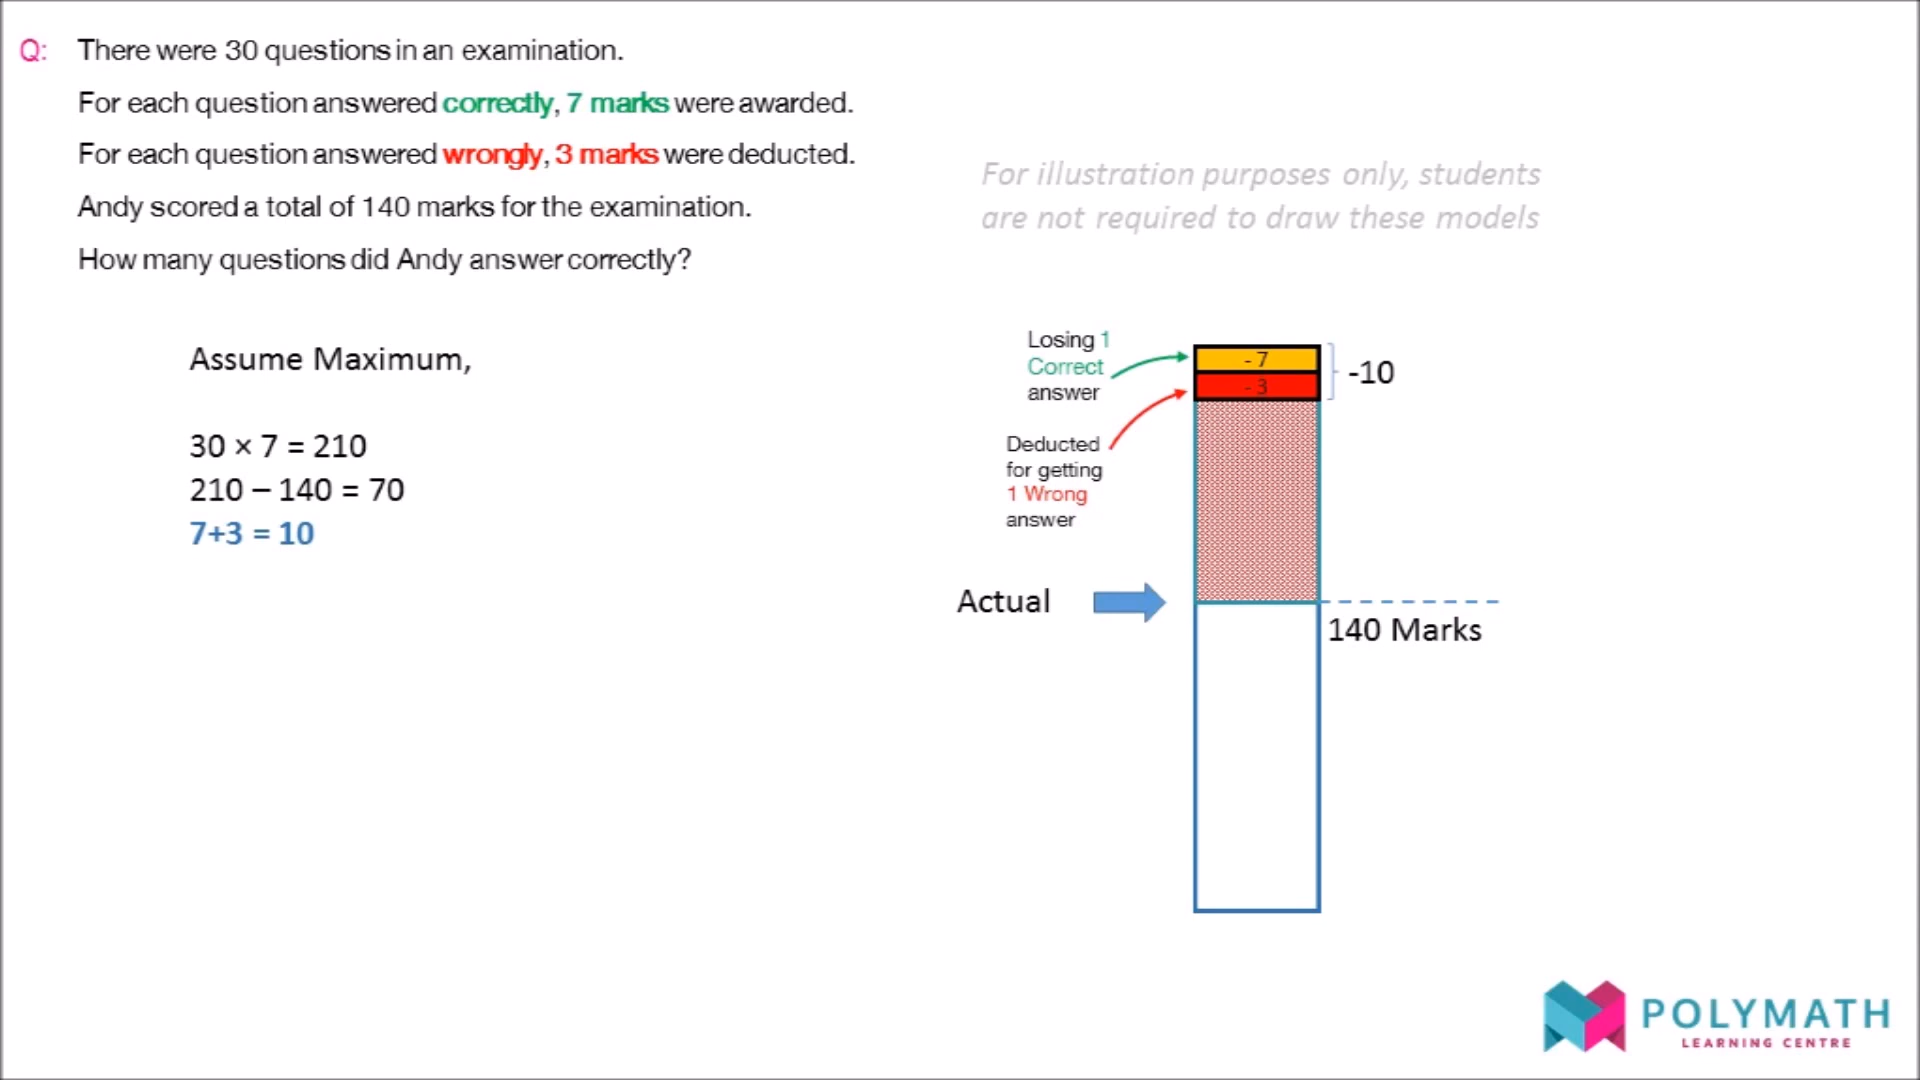 Q: There were 30 questions in an examination.
For each question answered correctly, 7 marks were awarded.
For each question answered wrongly, 3 marks were deducted.
Andy scored a total of 140 marks for the examination.
How many questions did Andy answer correctly?
For illustration purposes only, students
are not required to draw these models
Assume Maximum,
30 × 7 = 210
210 – 140 = 70
7+3 = 10
Losing 1
Correct
answer
- 7
- 3
-10
Deducted
for getting
1 Wrong
answer
Actual
140 Marks
POLYMATH
LEARNING CENTRE